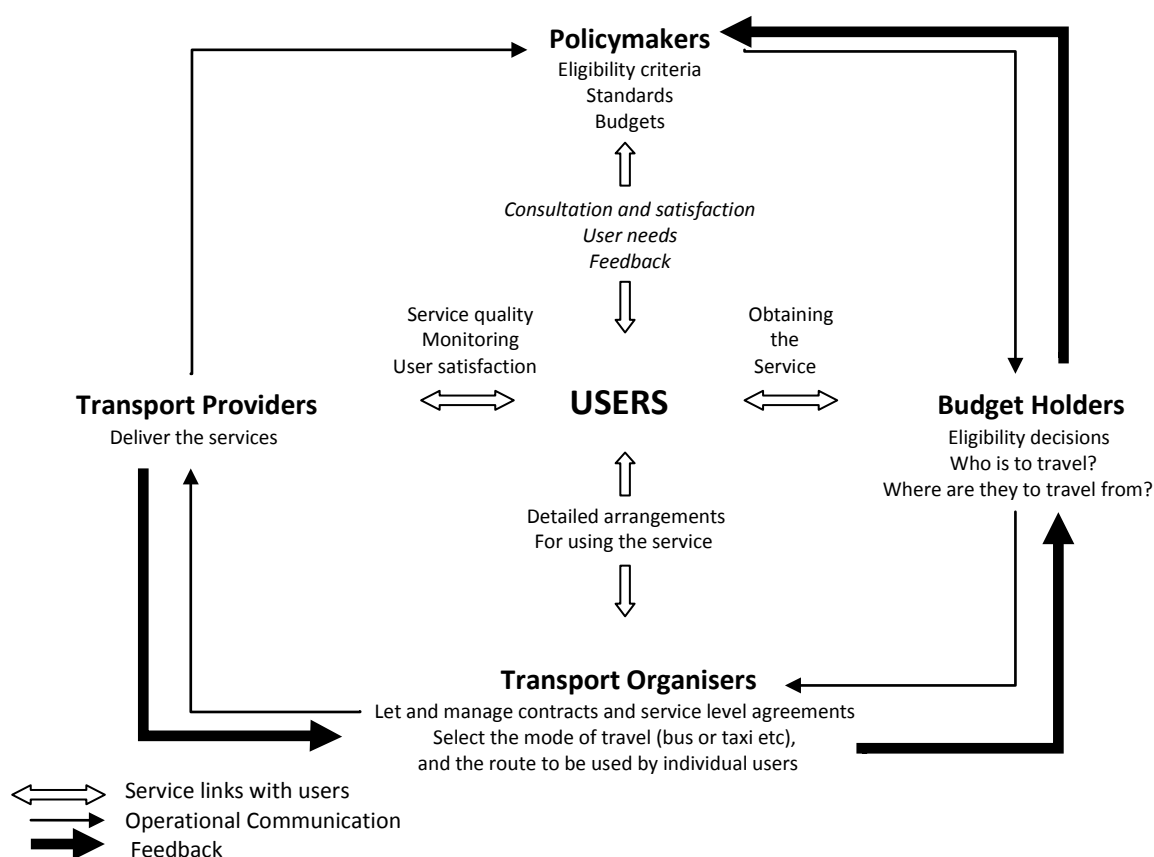 Policymakers
Eligibility criteria
Standards
Budgets
Consultation and satisfaction
User needs
Feedback
Service quality
Monitoring
User satisfaction
Obtaining
the
Service
Transport Providers
Deliver the services
USERS
Budget Holders
Eligibility decisions
Who is to travel?
Where are they to travel from?
Detailed arrangements
For using the service
Transport Organisers
Let and manage contracts and service level agreements
Select the mode of travel (bus or taxi etc),
and the route to be used by individual users
Service links with users
Operational Communication
Feedback